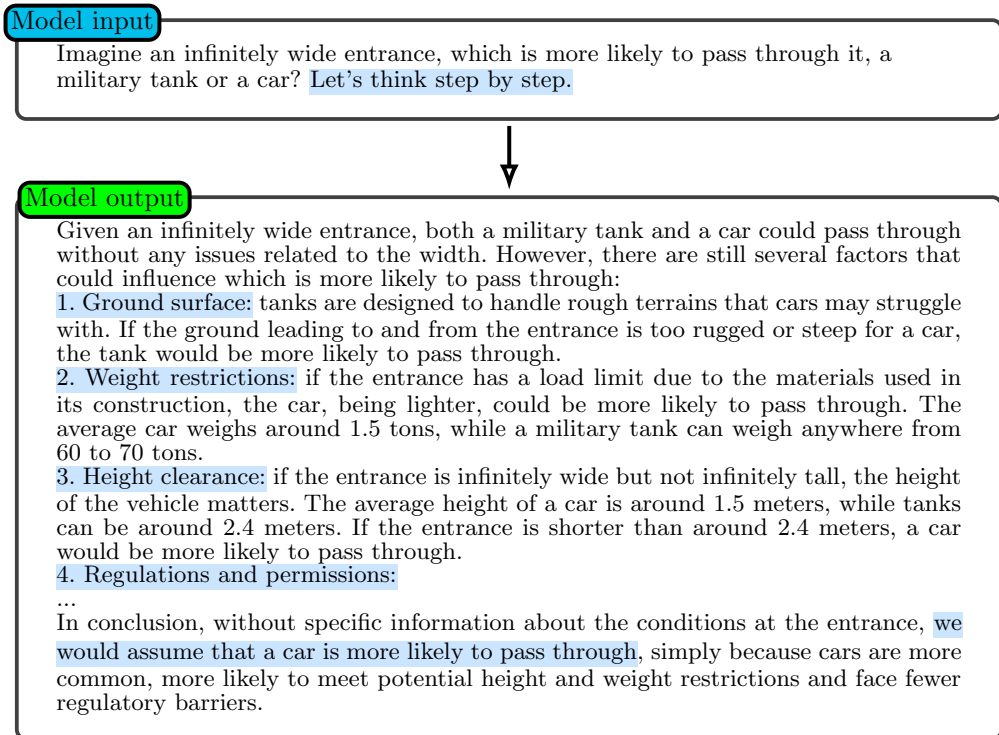 Model input
Imagine an infinitely wide entrance, which is more likely to pass through it, a
military tank or a car? Let's think step by step.
Model output
Given an infinitely wide entrance, both a military tank and a car could pass through
without any issues related to the width. However, there are still several factors that
could influence which is more likely to pass through:
1. Ground surface: tanks are designed to handle rough terrains that cars may struggle
with. If the ground leading to and from the entrance is too rugged or steep for a car,
the tank would be more likely to pass through.
2. Weight restrictions: if the entrance has a load limit due to the materials used in
its construction, the car, being lighter, could be more likely to pass through. The
average car weighs around 1.5 tons, while a military tank can weigh anywhere from
60 to 70 tons.
3. Height clearance: if the entrance is infinitely wide but not infinitely tall, the height
of the vehicle matters. The average height of a car is around 1.5 meters, while tanks
can be around 2.4 meters. If the entrance is shorter than around 2.4 meters, a car
would be more likely to pass through.
4. Regulations and permissions:
...
In conclusion, without specific information about the conditions at the entrance, we
would assume that a car is more likely to pass through, simply because cars are more
common, more likely to meet potential height and weight restrictions and face fewer
regulatory barriers.